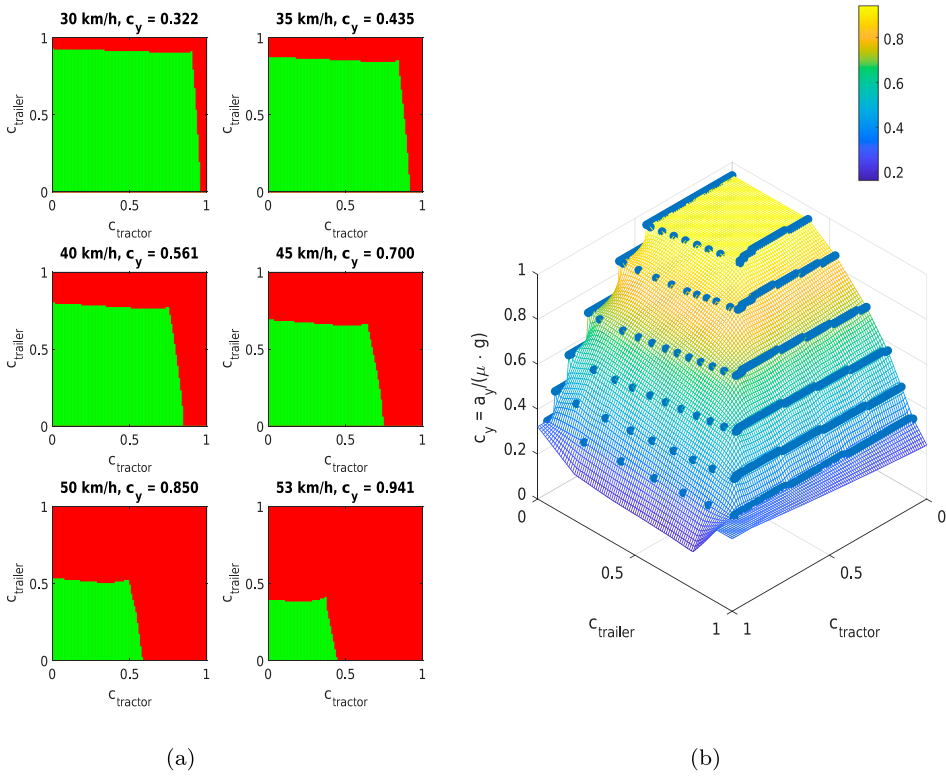 30 km/h, c_y = 0.322
1
0.5
0
c_trailer
0
0.5
1
c_tractor
35 km/h, c_y = 0.435
1
0.5
0
c_trailer
0
0.5
1
c_tractor
40 km/h, c_y = 0.561
1
0.5
0
c_trailer
0
0.5
1
c_tractor
45 km/h, c_y = 0.700
1
0.5
0
c_trailer
0
0.5
1
c_tractor
50 km/h, c_y = 0.850
1
0.5
0
c_trailer
0
0.5
1
c_tractor
53 km/h, c_y = 0.941
1
0.5
0
c_trailer
0
0.5
1
c_tractor
(a)
0.8
0.6
0.4
0.2
1
0.8
0.6
0.4
0.2
0
c_y = a_y/(μ · g)
0
0.5
1
c_trailer
1
0.5
0
c_tractor
(b)